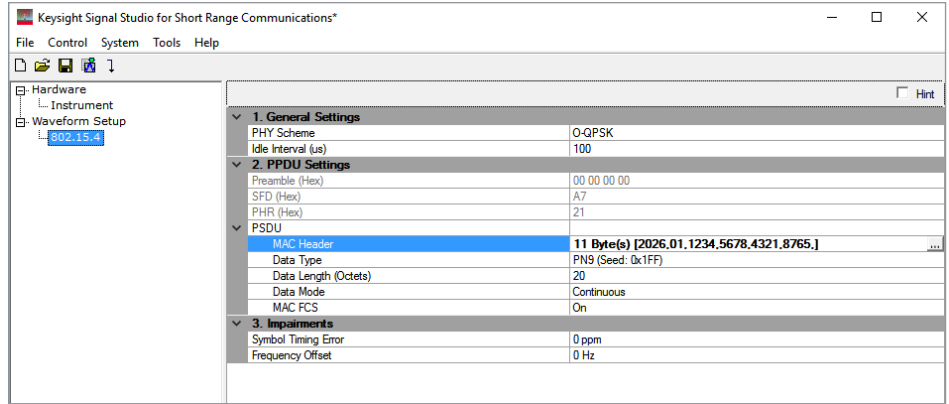 Keysight Signal Studio for Short Range Communications*
File Control System Tools Help
Hardware
Instrument
Waveform Setup
802.15.4
Hint
1. General Settings
PHY Scheme O-QPSK
Idle Interval (us) 100
2. PPDU Settings
Preamble (Hex) 00 00 00 00
SFD (Hex) A7
PHR (Hex) 21
PSDU
MAC Header 11 Byte(s) [2026,01,1234,5678,4321,8765,] ...
Data Type PN9 (Seed: 0x1FF)
Data Length (Octets) 20
Data Mode Continuous
MAC FCS On
3. Impairments
Symbol Timing Error 0 ppm
Frequency Offset 0 Hz